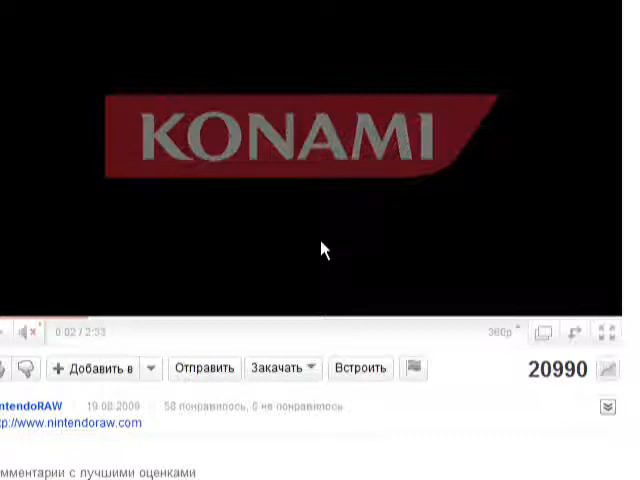 KONAMI
0:02 / 2:33
360p
Добавить в
Отправить
Закачать
Встроить
20990
ntendoRAW
19.08.2009
58 понравилось, 0 не понравилось
tp://www.nintendoraw.com
мментарии с лучшими оценками